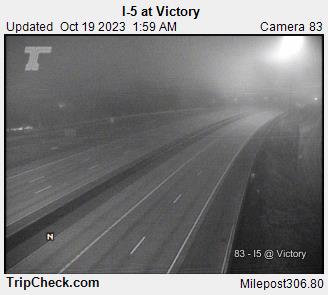 I-5 at Victory
Updated Oct 19 2023 1:59 AM Camera 83
T
N
83 - I5 @ Victory
TripCheck.com Milepost306.80